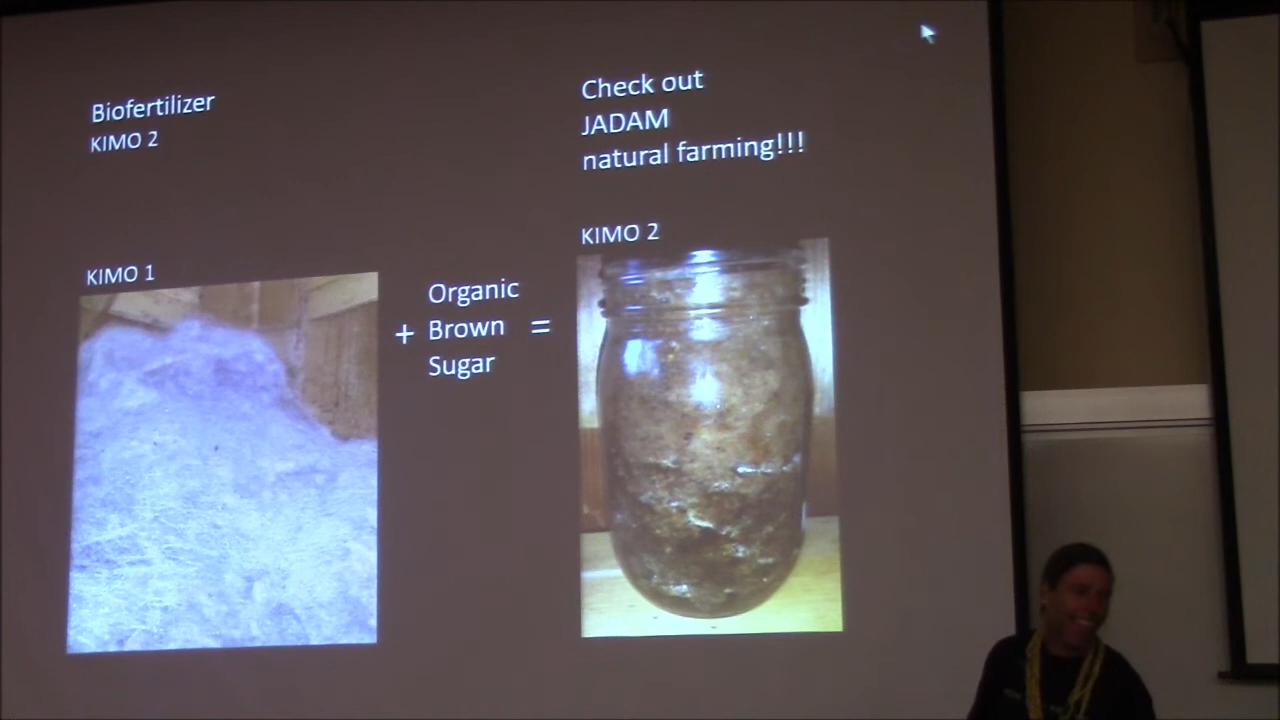 Biofertilizer
KIMO 2
Check out
JADAM
natural farming!!!
KIMO 1
+
Organic
Brown
Sugar
=
KIMO 2